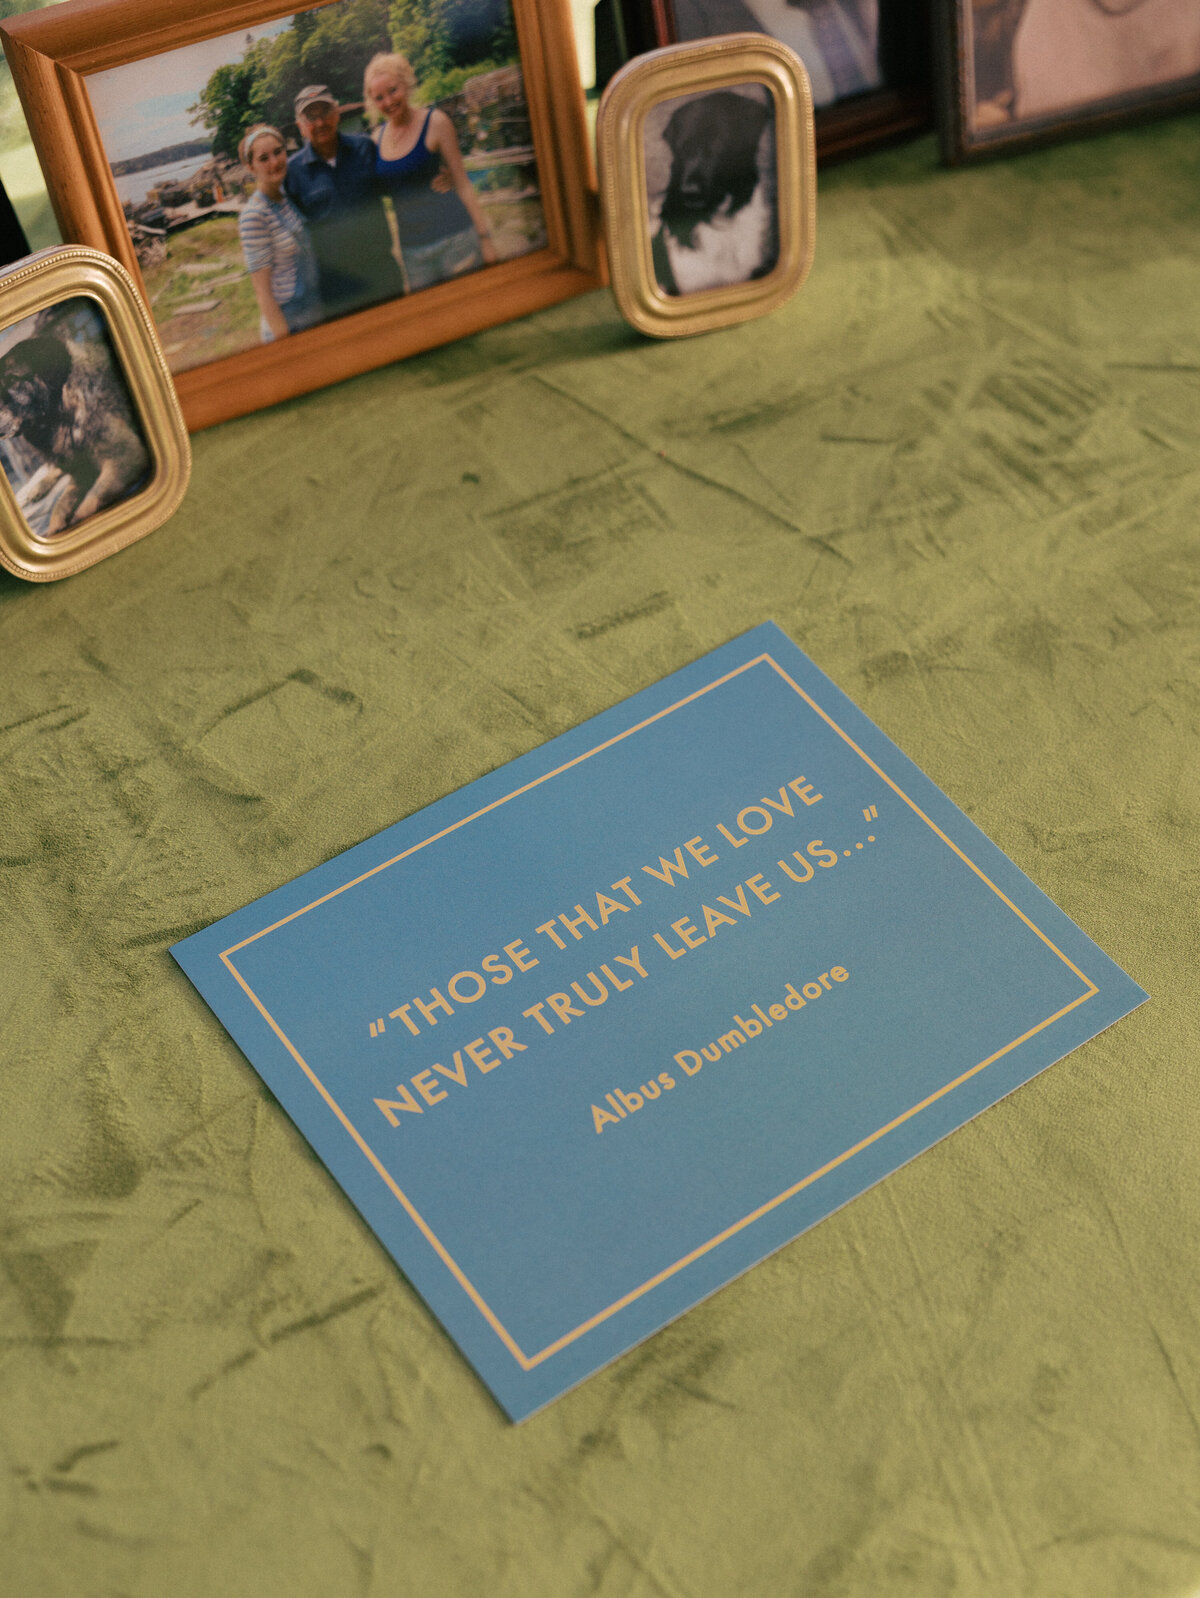 "THOSE THAT WE LOVE
NEVER TRULY LEAVE US..."
Albus Dumbledore